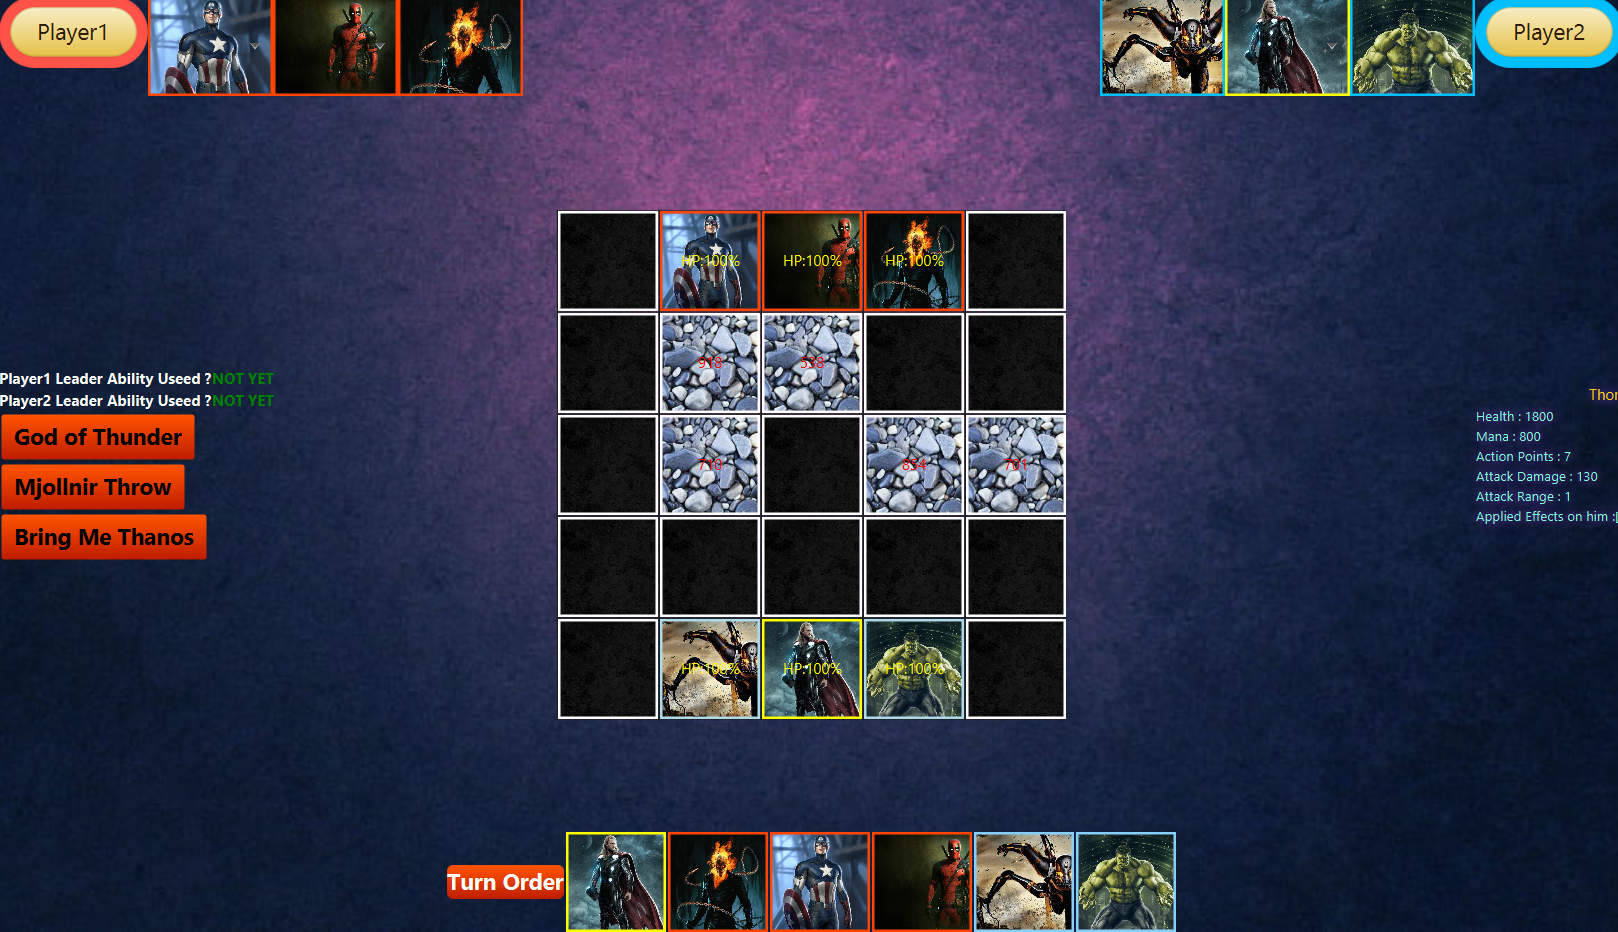 Player1
Player2
HP:100%
HP:100%
HP:100%
918
538
Player1 Leader Ability Useed ?NOT YET
Player2 Leader Ability Useed ?NOT YET
God of Thunder
Mjollnir Throw
Bring Me Thanos
854
Thor
Health : 1800
Mana : 800
Action Points : 7
Attack Damage : 130
Attack Range : 1
Applied Effects on him :[
HP:100%
HP:100%
HP:100%
Turn Order